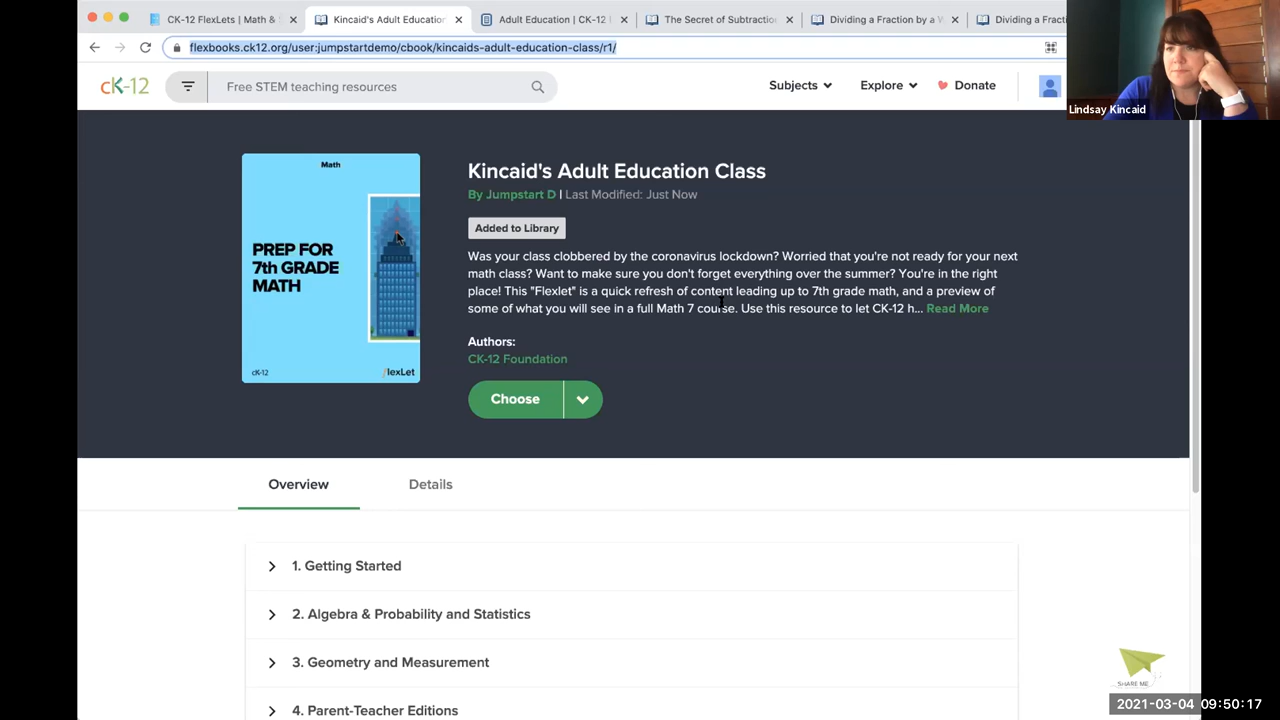 CK-12 FlexLets | Math &
Kincaid's Adult Education
Adult Education | CK-12
The Secret of Subtractio
Dividing a Fraction by a W
Dividing a Fracti
flexbooks.ck12.org/user:jumpstartdemo/cbook/kincaids-adult-education-class/r1/
cK-12
Free STEM teaching resources
Subjects
Explore
Donate
Lindsay Kincaid
Math
PREP FOR
7th GRADE
MATH
cK-12
flexLet
Kincaid's Adult Education Class
By Jumpstart D | Last Modified: Just Now
Added to Library
Was your class clobbered by the coronavirus lockdown? Worried that you're not ready for your next
math class? Want to make sure you don't forget everything over the summer? You're in the right
place! This "Flexlet" is a quick refresh of content leading up to 7th grade math, and a preview of
some of what you will see in a full Math 7 course. Use this resource to let CK-12 h... Read More
Authors:
CK-12 Foundation
Choose
Overview
Details
1. Getting Started
2. Algebra & Probability and Statistics
3. Geometry and Measurement
4. Parent-Teacher Editions
SHARE ME
2021-03-04 09:50:17